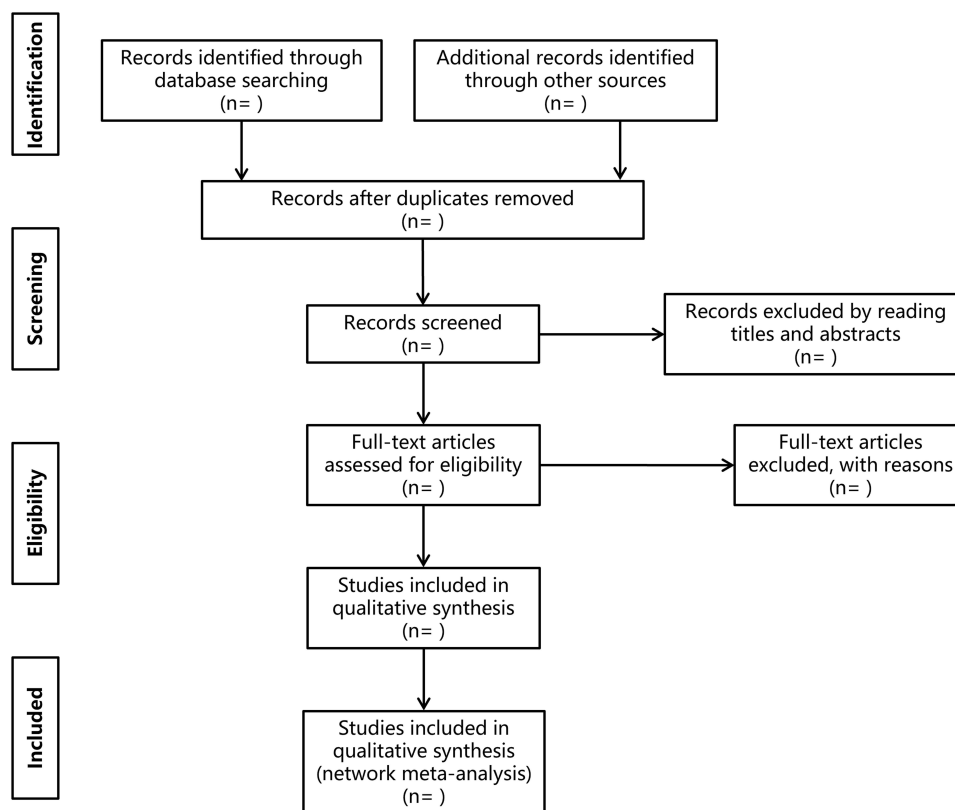 Identification
Records identified through
database searching
(n= )
Additional records identified
through other sources
(n= )
Records after duplicates removed
(n= )
Screening
Records screened
(n= )
Records excluded by reading
titles and abstracts
(n= )
Eligibility
Full-text articles
assessed for eligibility
(n= )
Full-text articles
excluded, with reasons
(n= )
Studies included in
qualitative synthesis
(n= )
Included
Studies included in
qualitative synthesis
(network meta-analysis)
(n= )